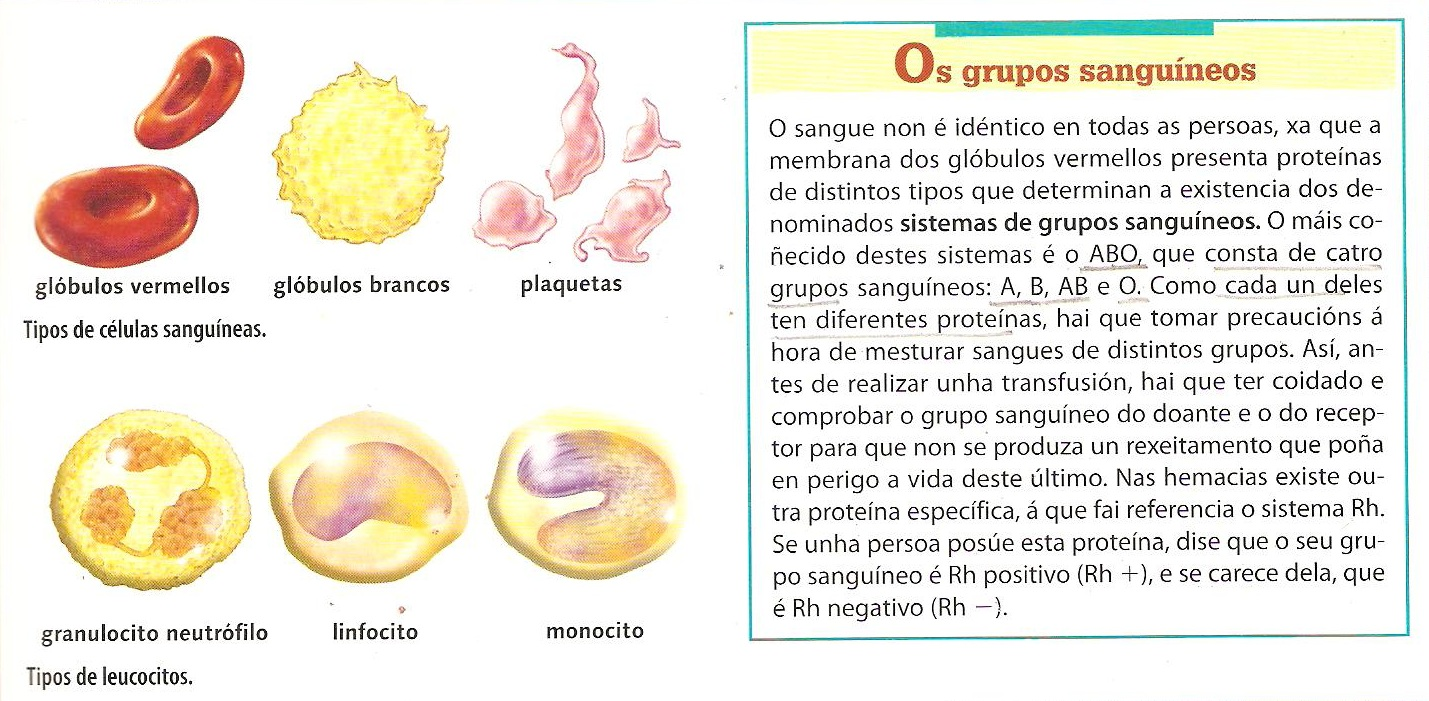 glóbulos vermellos
glóbulos brancos
plaquetas
Tipos de células sanguíneas.
granulocito neutrófilo
linfocito
monocito
Tipos de leucocitos.
Os grupos sanguíneos
O sangue non é idéntico en todas as persoas, xa que a
membrana dos glóbulos vermellos presenta proteínas
de distintos tipos que determinan a existencia dos de-
nominados sistemas de grupos sanguíneos. O máis co-
ñecido destes sistemas é o ABO, que consta de catro
grupos sanguíneos: A, B, AB e O. Como cada un deles
ten diferentes proteínas, hai que tomar precaucións á
hora de mesturar sangues de distintos grupos. Así, an-
tes de realizar unha transfusión, hai que ter coidado e
comprobar o grupo sanguíneo do doante e o do recep-
tor para que non se produza un rexeitamento que poña
en perigo a vida deste último. Nas hemacias existe ou-
tra proteína específica, á que fai referencia o sistema Rh.
Se unha persoa posúe esta proteína, dise que o seu gru-
po sanguíneo é Rh positivo (Rh +), e se carece dela, que
é Rh negativo (Rh −).